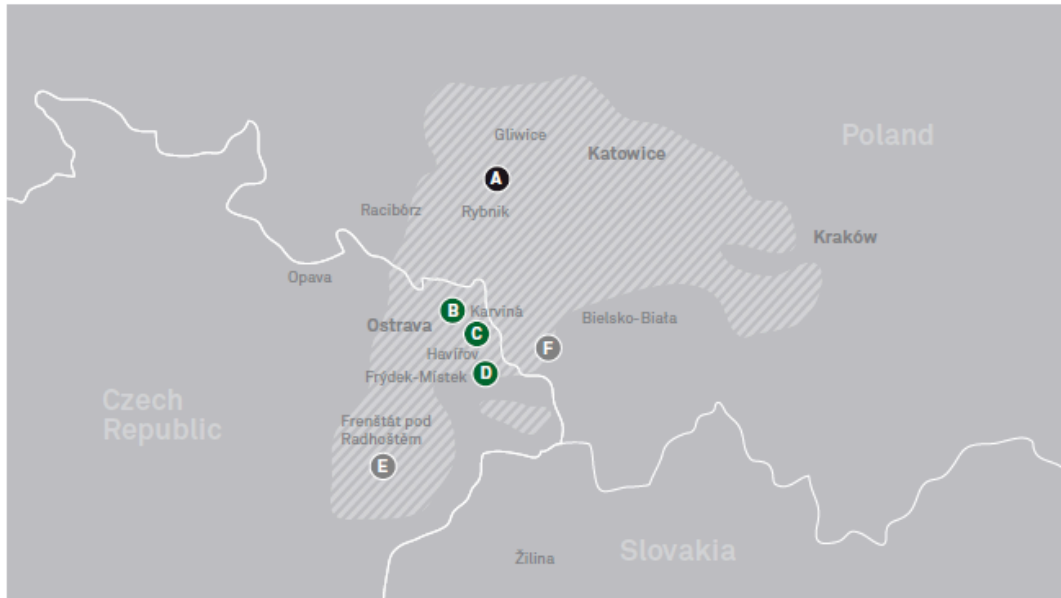 Gliwice
Poland
Katowice
A
Racibórz
Rybnik
Kraków
Opava
B
Karviná
Bielsko-Biała
Ostrava
C
F
Havířov
Frýdek-Místek
D
Czech
Republic
Frenštát pod
Radhoštěm
E
Slovakia
Žilina